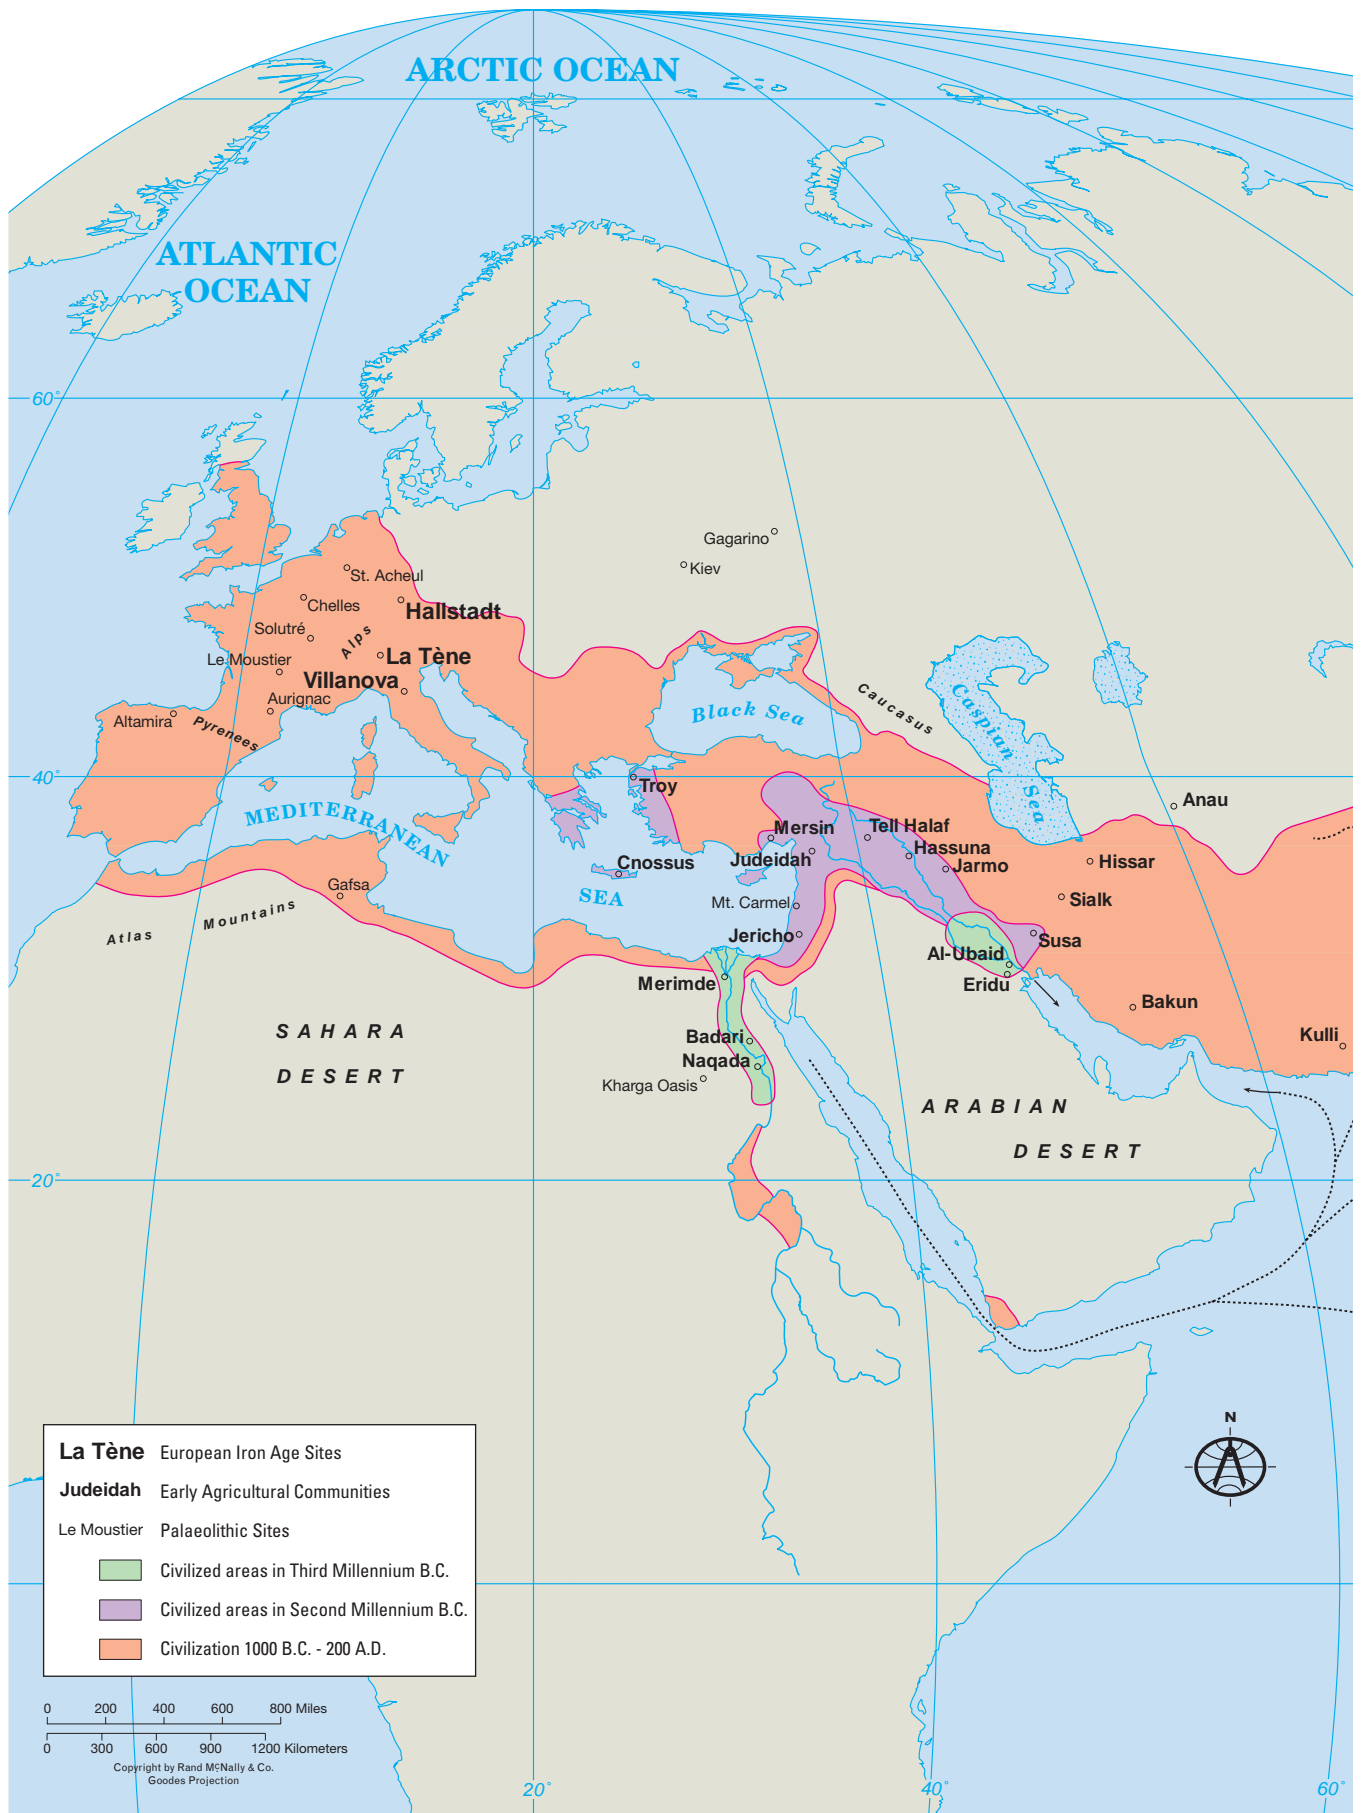 ARCTIC OCEAN
ATLANTIC
OCEAN
60°
Gagarino
Kiev
St. Acheul
Chelles
Hallstadt
Solutré
Alps
La Tène
Le Moustier
Villanova
Aurignac
Altamira
Pyrenees
Caucasus
Black Sea
Caspian
Sea
40°
Troy
Anau
MEDITERRANEAN
SEA
Mersin
Tell Halaf
Hassuna
Judeidah
Jarmo
Hissar
Cnossus
Gafsa
Mt. Carmel
Sialk
Atlas Mountains
Jericho
Susa
Al-Ubaid
Merimde
Eridu
Bakun
SAHARA
DESERT
Badari
Kulli
Naqada
Kharga Oasis
ARABIAN
DESERT
20°
N
La Tène European Iron Age Sites
Judeidah Early Agricultural Communities
Le Moustier Palaeolithic Sites
Civilized areas in Third Millennium B.C.
Civilized areas in Second Millennium B.C.
Civilization 1000 B.C. - 200 A.D.
0 200 400 600 800 Miles
0 300 600 900 1200 Kilometers
Copyright by Rand McNally & Co.
Goodes Projection
20° 40° 60°